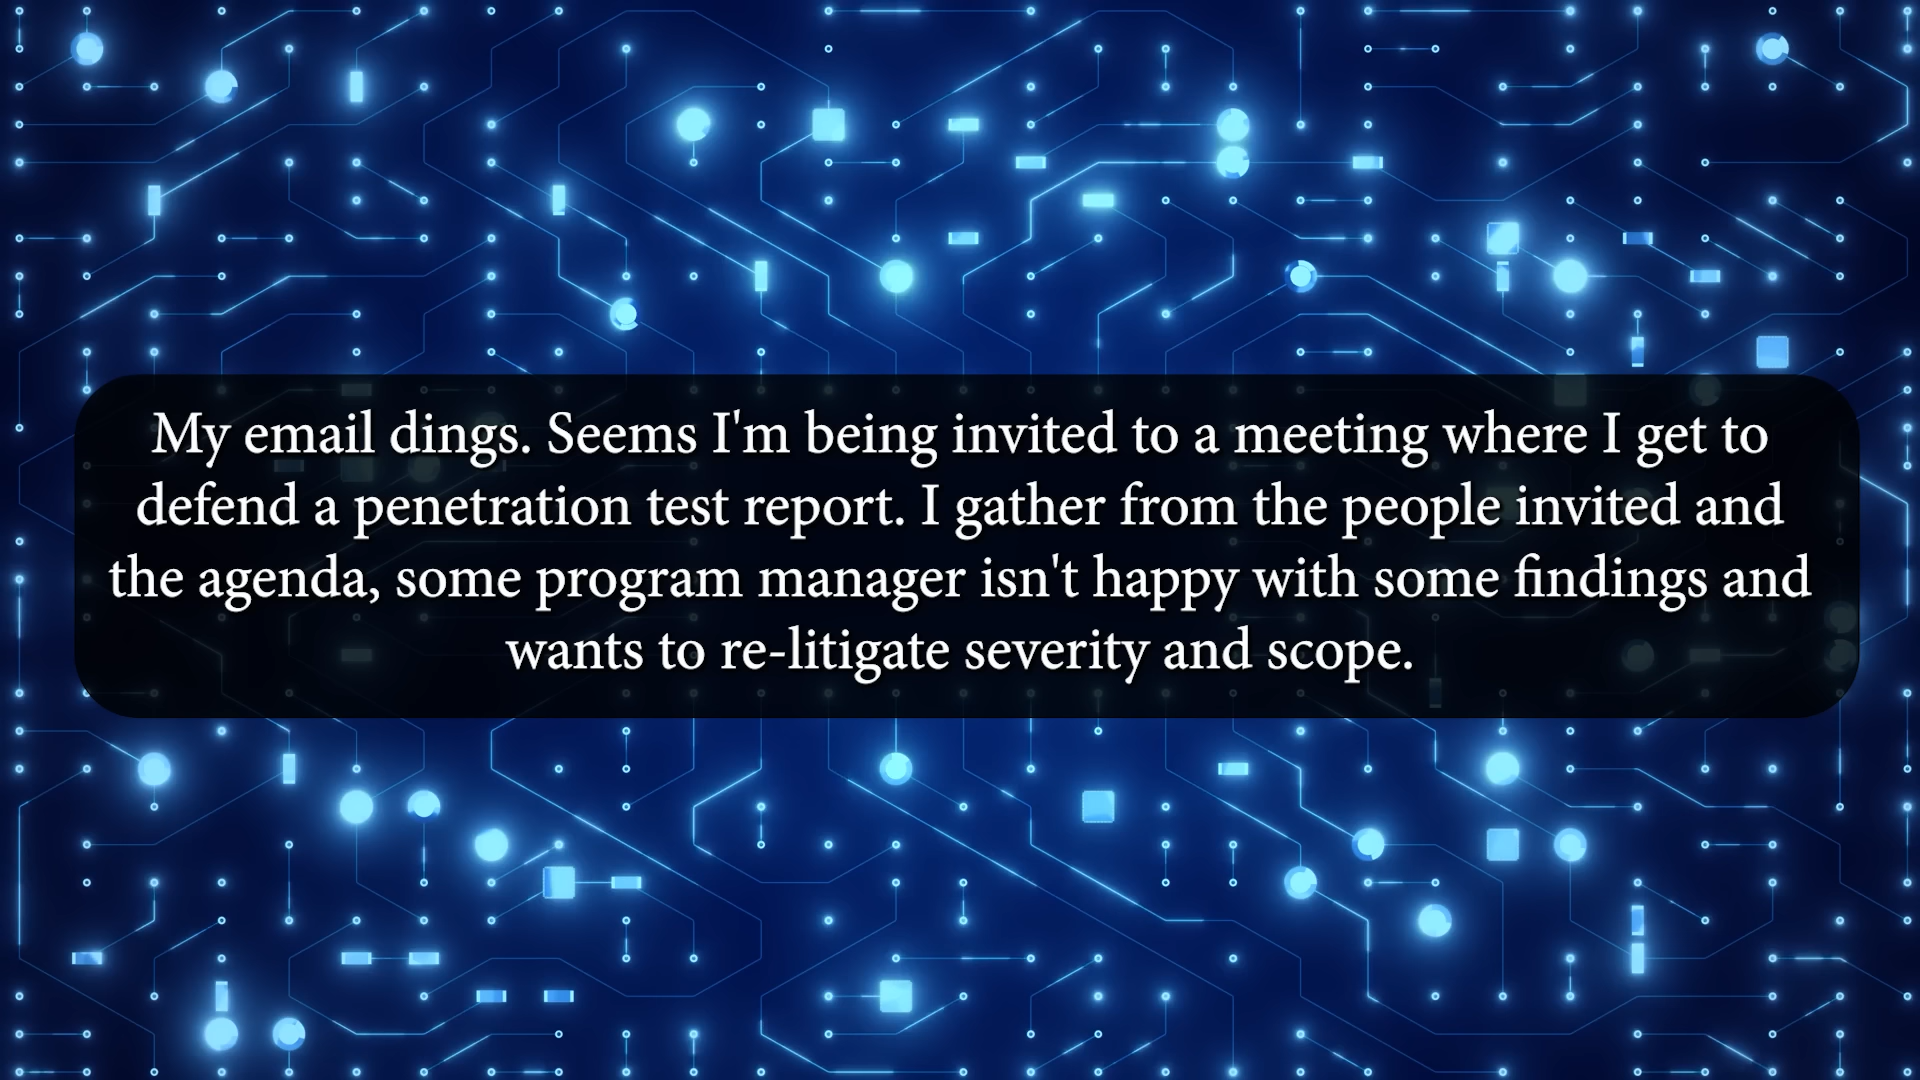 My email dings. Seems I'm being invited to a meeting where I get to
defend a penetration test report. I gather from the people invited and
the agenda, some program manager isn't happy with some findings and
wants to re-litigate severity and scope.